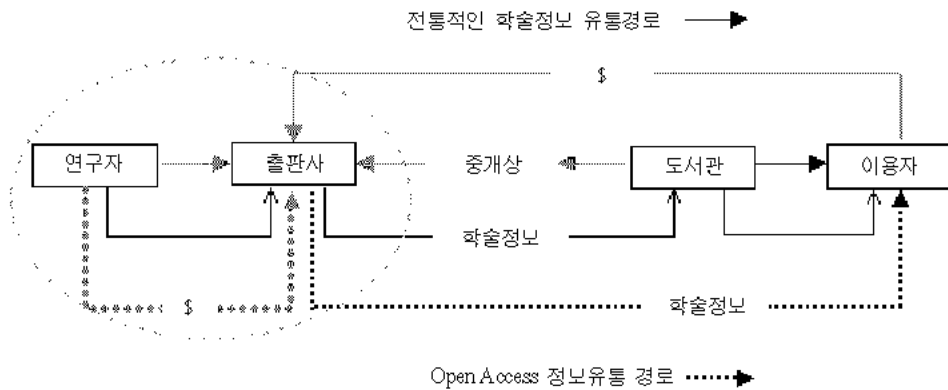 전통적인 학술정보 유통경로
$
연구자
출판사
중개상
도서관
이용자
학술정보
$
학술정보
Open Access 정보유통 경로